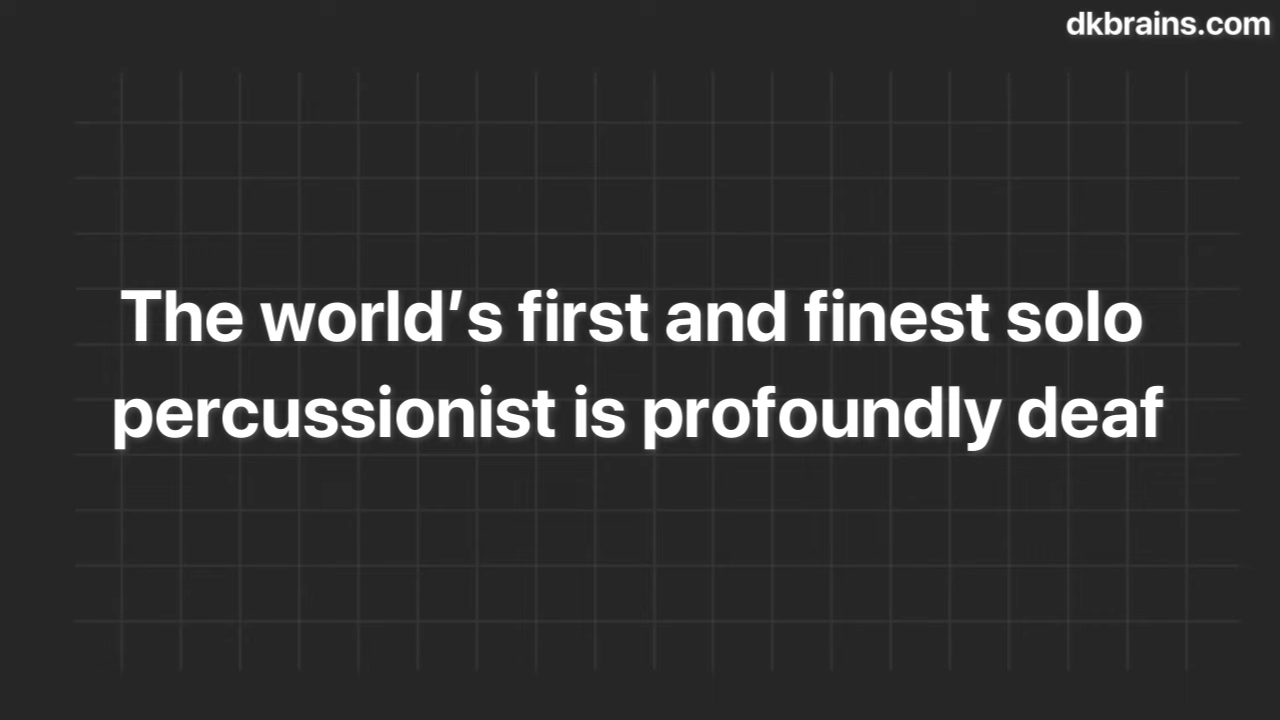 dkbrains.com
The world’s first and finest solo
percussionist is profoundly deaf